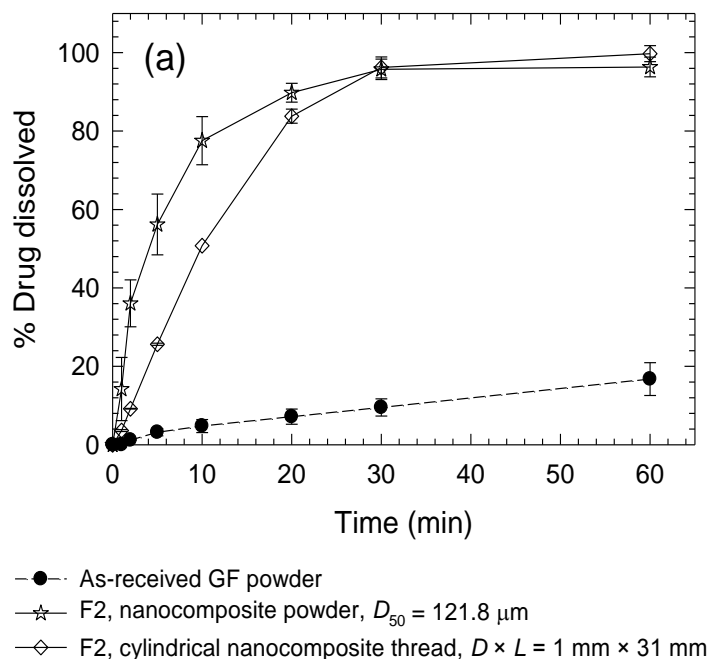 (a)
100
80
60
40
20
0
% Drug dissolved
0 10 20 30 40 50 60
Time (min)
As-received GF powder
F2, nanocomposite powder, D50 = 121.8 μm
F2, cylindrical nanocomposite thread, D × L = 1 mm × 31 mm